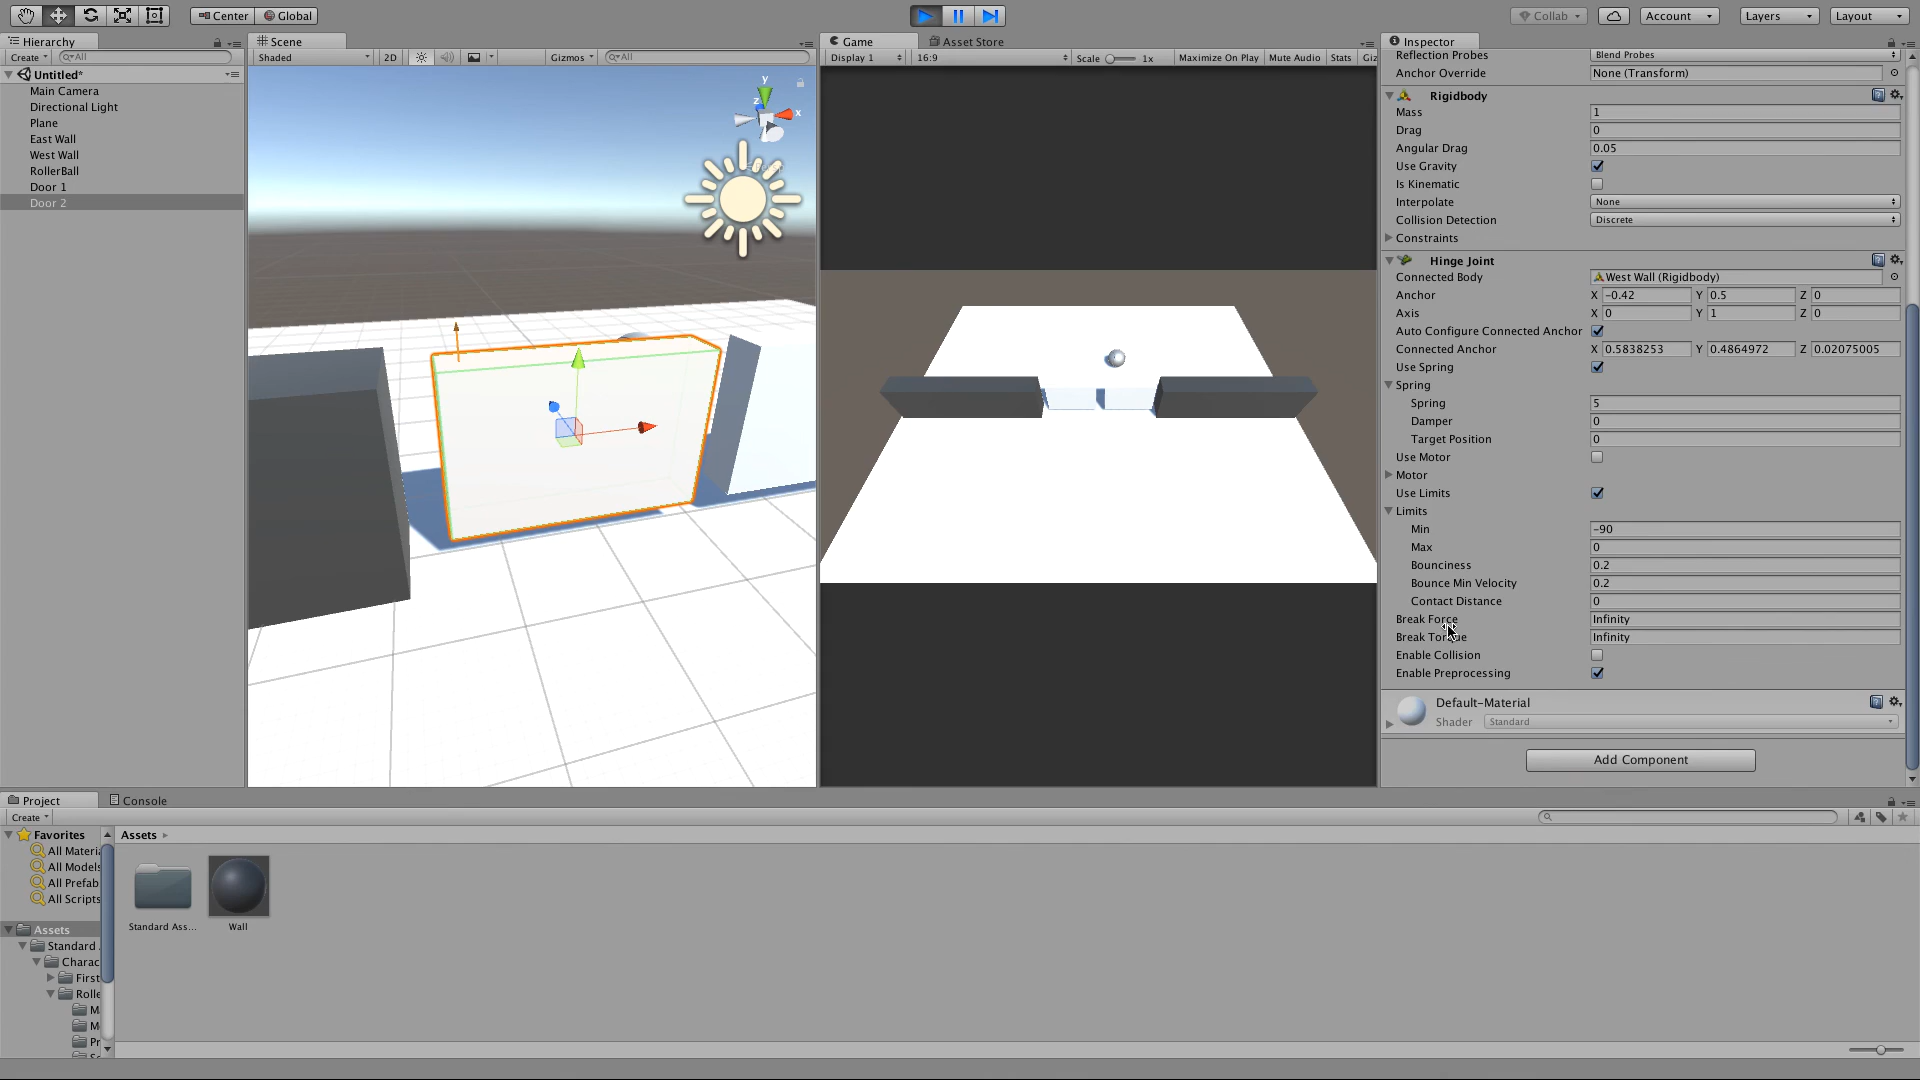 Center
Global
Collab
Account
Layers
Layout
Hierarchy
Create
All
Untitled*
Main Camera
Directional Light
Plane
East Wall
West Wall
RollerBall
Door 1
Door 2
Scene
Shaded
2D
Gizmos
All
y
z
x
Game
Asset Store
Display 1
16:9
Scale
1x
Maximize On Play
Mute Audio
Stats
Giz
Inspector
Reflection Probes
Blend Probes
Anchor Override
None (Transform)
Rigidbody
Mass
1
Drag
0
Angular Drag
0.05
Use Gravity
Is Kinematic
Interpolate
None
Collision Detection
Discrete
Constraints
Hinge Joint
Connected Body
West Wall (Rigidbody)
Anchor
X -0.42 Y 0.5 Z 0
Axis
X 0 Y 1 Z 0
Auto Configure Connected Anchor
Connected Anchor
X 0.5838253 Y 0.4864972 Z 0.02075005
Use Spring
Spring
Spring
5
Damper
0
Target Position
0
Use Motor
Motor
Use Limits
Limits
Min
-90
Max
0
Bounciness
0.2
Bounce Min Velocity
0.2
Contact Distance
0
Break Force
Infinity
Break Torque
Infinity
Enable Collision
Enable Preprocessing
Default-Material
Shader
Standard
Add Component
Project
Console
Create
Favorites
All Materi
All Models
All Prefab
All Scripts
Assets
Standard
Charac
First
Rolle
M
M
Pr
Assets
Standard Ass...
Wall